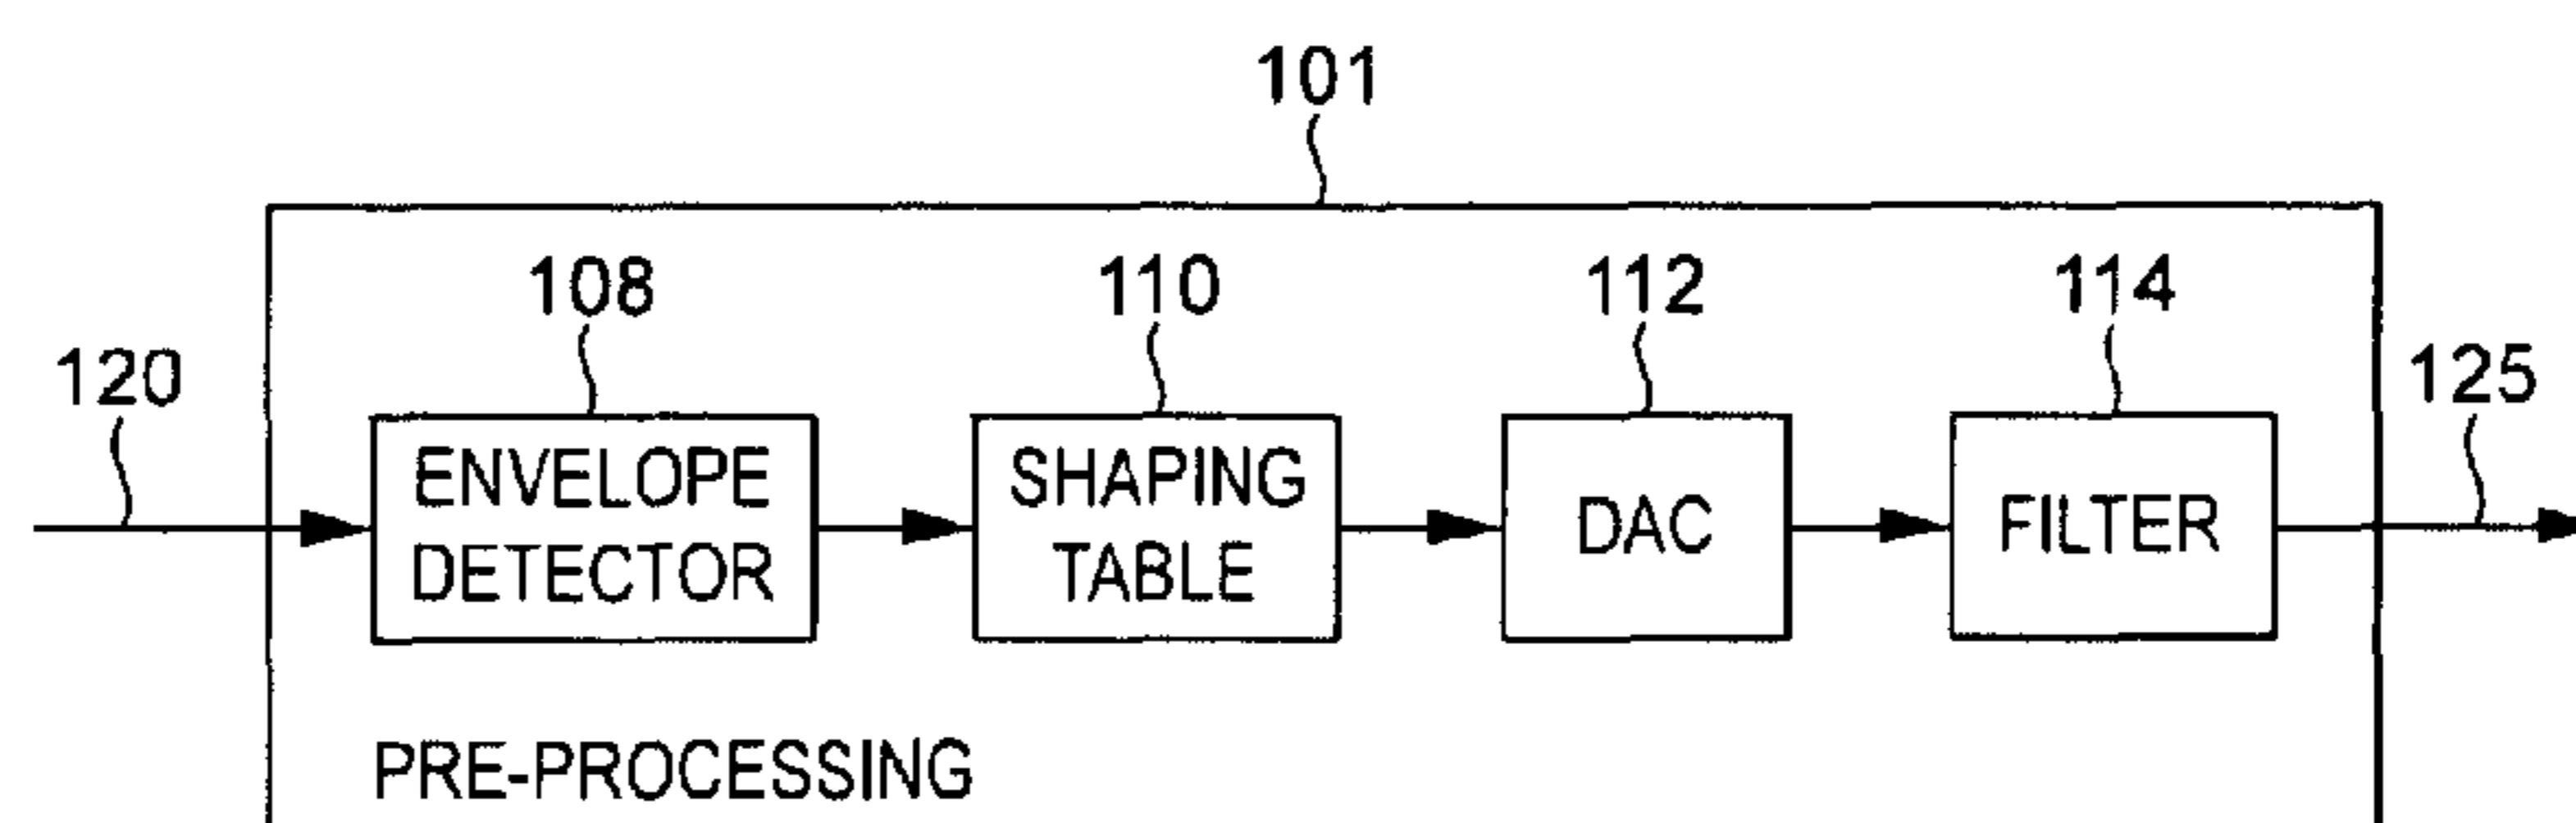 101
108
110
112
114
120
125
ENVELOPE
DETECTOR
SHAPING
TABLE
DAC
FILTER
PRE-PROCESSING